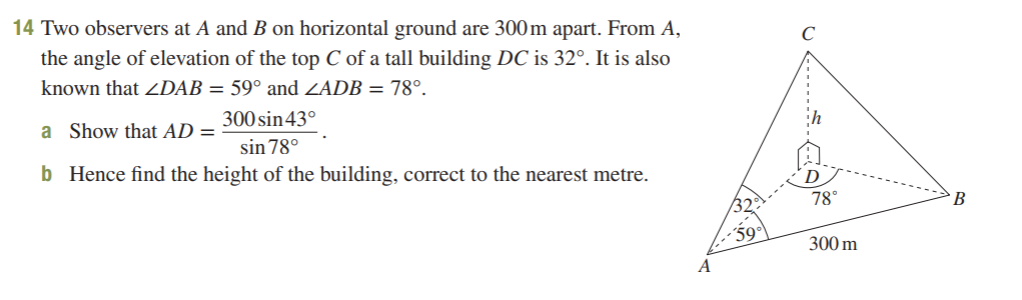 14 Two observers at A and B on horizontal ground are 300 m apart. From A,
the angle of elevation of the top C of a tall building DC is 32°. It is also
known that ∠DAB = 59° and ∠ADB = 78°.
a Show that AD = 300 sin 43° / sin 78° .
b Hence find the height of the building, correct to the nearest metre.
C
h
D
78°
B
32°
59°
300 m
A